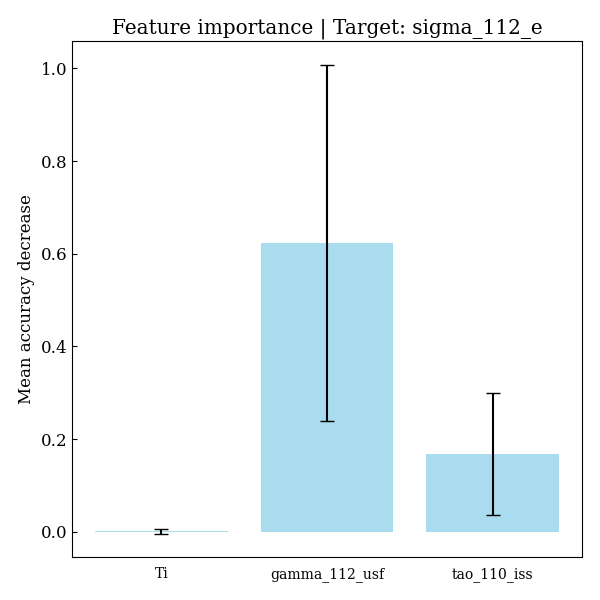 Feature importance | Target: sigma_112_e
1.0
0.8
0.6
0.4
0.2
0.0
Mean accuracy decrease
Ti
gamma_112_usf
tao_110_iss